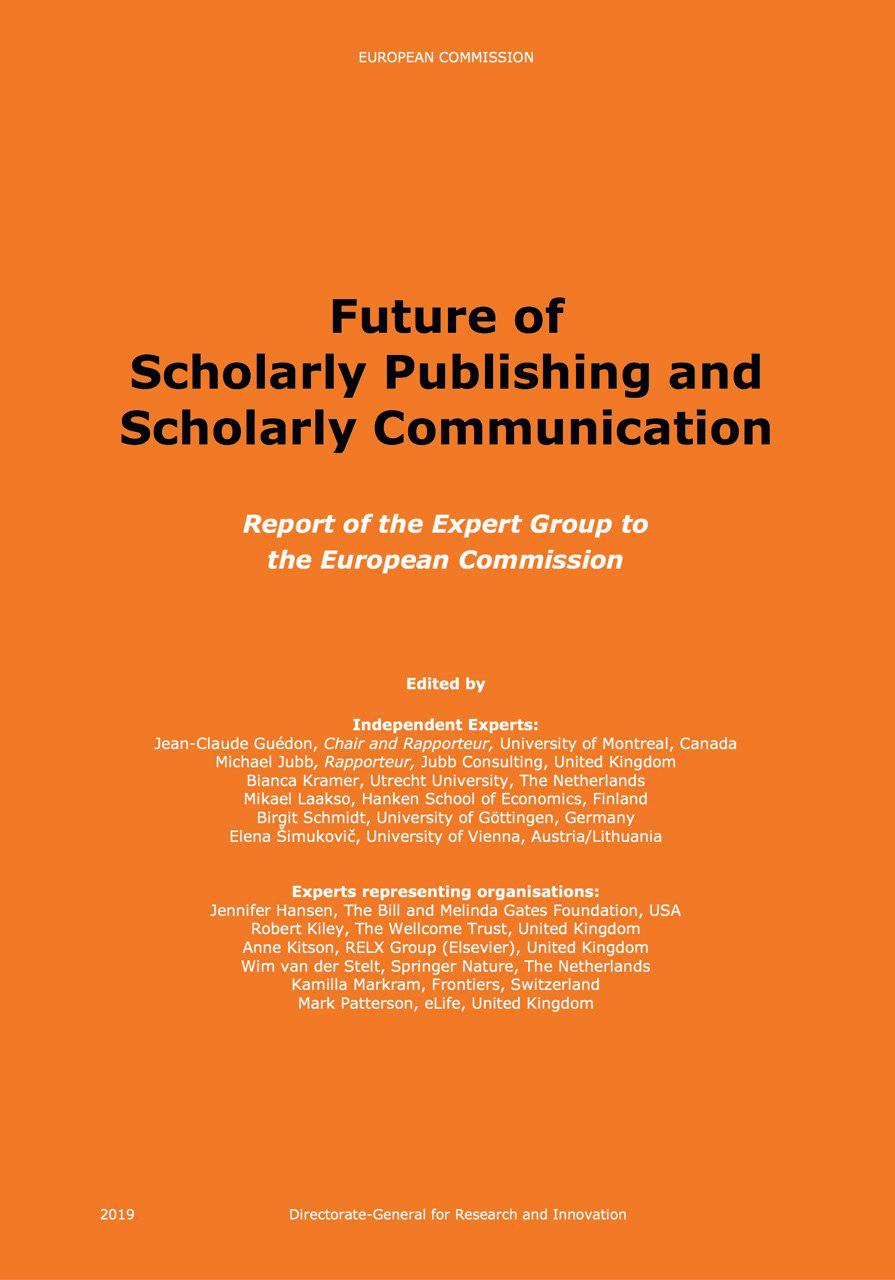 EUROPEAN COMMISSION
Future of
Scholarly Publishing and
Scholarly Communication
Report of the Expert Group to
the European Commission
Edited by
Independent Experts:
Jean-Claude Guédon, Chair and Rapporteur, University of Montreal, Canada
Michael Jubb, Rapporteur, Jubb Consulting, United Kingdom
Bianca Kramer, Utrecht University, The Netherlands
Mikael Laakso, Hanken School of Economics, Finland
Birgit Schmidt, University of Göttingen, Germany
Elena Šimukovič, University of Vienna, Austria/Lithuania
Experts representing organisations:
Jennifer Hansen, The Bill and Melinda Gates Foundation, USA
Robert Kiley, The Wellcome Trust, United Kingdom
Anne Kitson, RELX Group (Elsevier), United Kingdom
Wim van der Stelt, Springer Nature, The Netherlands
Kamilla Markram, Frontiers, Switzerland
Mark Patterson, eLife, United Kingdom
2019 Directorate-General for Research and Innovation